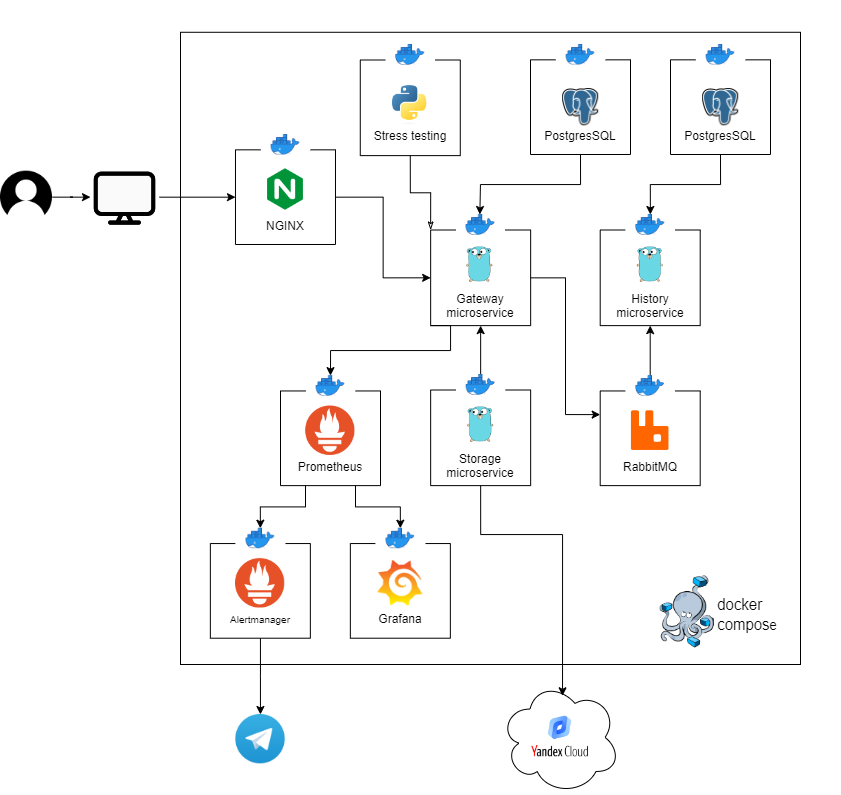 Stress testing
PostgresSQL
PostgresSQL
NGINX
Gateway
microservice
History
microservice
Prometheus
Storage
microservice
RabbitMQ
Alertmanager
Grafana
docker
compose
Yandex Cloud